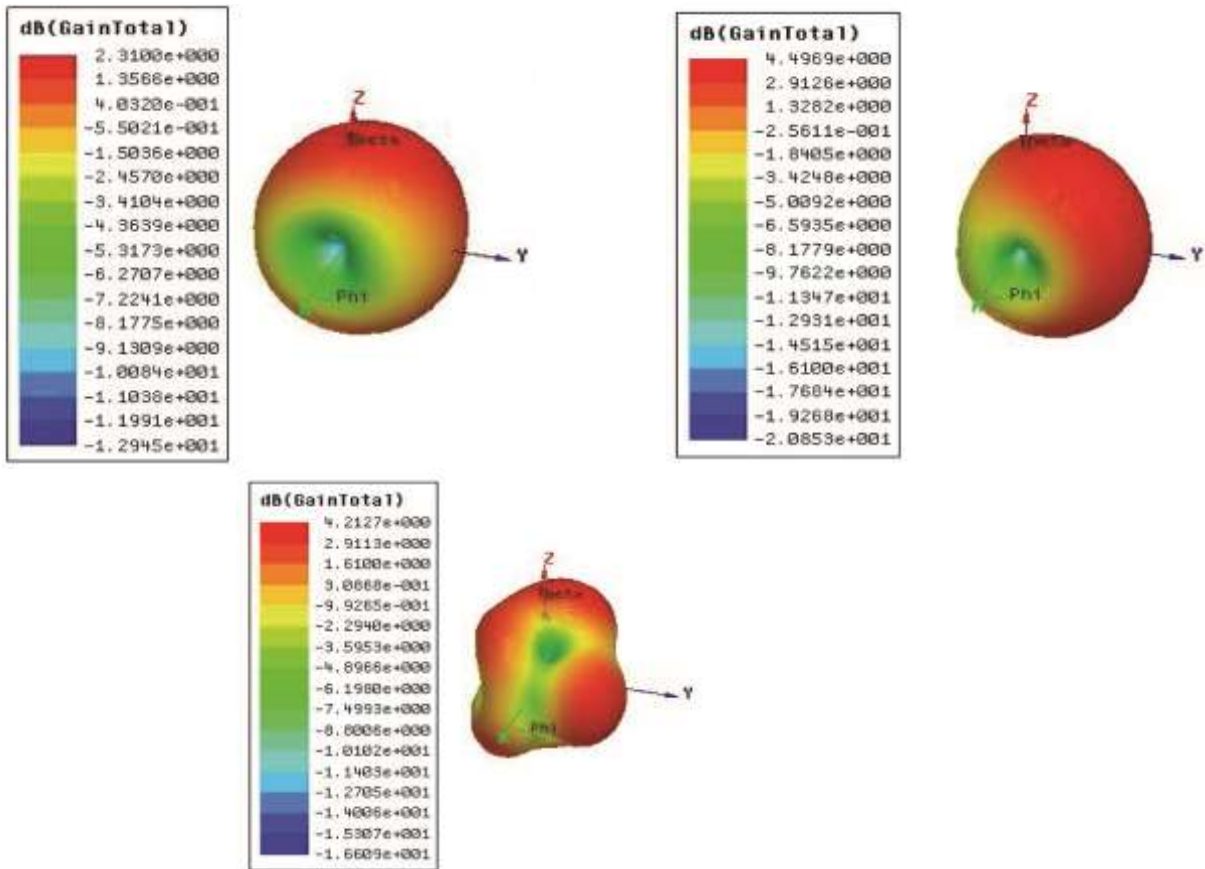 dB(GainTotal)
2.3100e+000
1.3566e+000
4.0320e-001
-5.5021e-001
-1.5036e+000
-2.4570e+000
-3.4104e+000
-4.3639e+000
-5.3173e+000
-6.2707e+000
-7.2241e+000
-8.1775e+000
-9.1309e+000
-1.0084e+001
-1.1038e+001
-1.1991e+001
-1.2945e+001
Z
Theta
Y
Phi
dB(GainTotal)
4.4969e+000
2.9126e+000
1.3282e+000
-2.5611e-001
-1.8405e+000
-3.4248e+000
-5.0092e+000
-6.5935e+000
-8.1779e+000
-9.7622e+000
-1.1347e+001
-1.2931e+001
-1.4515e+001
-1.6100e+001
-1.7684e+001
-1.9268e+001
-2.0853e+001
Z
Theta
Y
Phi
dB(GainTotal)
4.2127e+000
2.9113e+000
1.6100e+000
3.0868e-001
-9.9265e-001
-2.2940e+000
-3.5953e+000
-4.8966e+000
-6.1980e+000
-7.4993e+000
-8.8006e+000
-1.0102e+001
-1.1403e+001
-1.2705e+001
-1.4006e+001
-1.5307e+001
-1.6609e+001
Z
Theta
Y
Phi